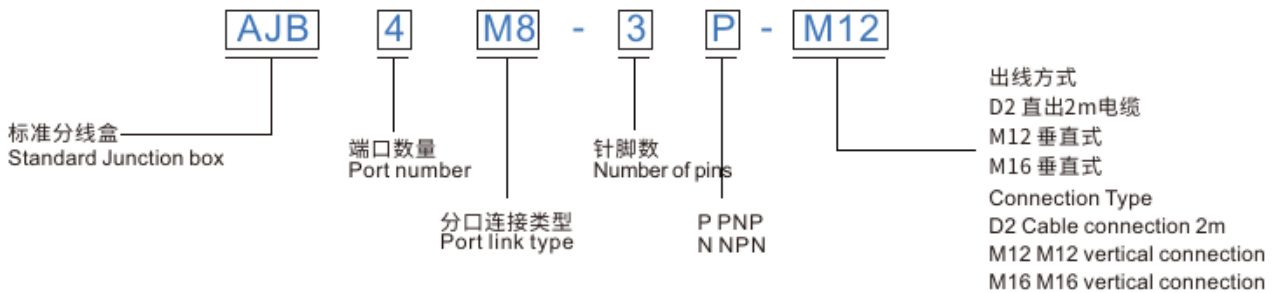 AJB 4 M8 - 3 P - M12
标准分线盒
Standard Junction box
端口数量
Port number
分口连接类型
Port link type
针脚数
Number of pins
P PNP
N NPN
出线方式
D2 直出2m电缆
M12 垂直式
M16 垂直式
Connection Type
D2 Cable connection 2m
M12 M12 vertical connection
M16 M16 vertical connection